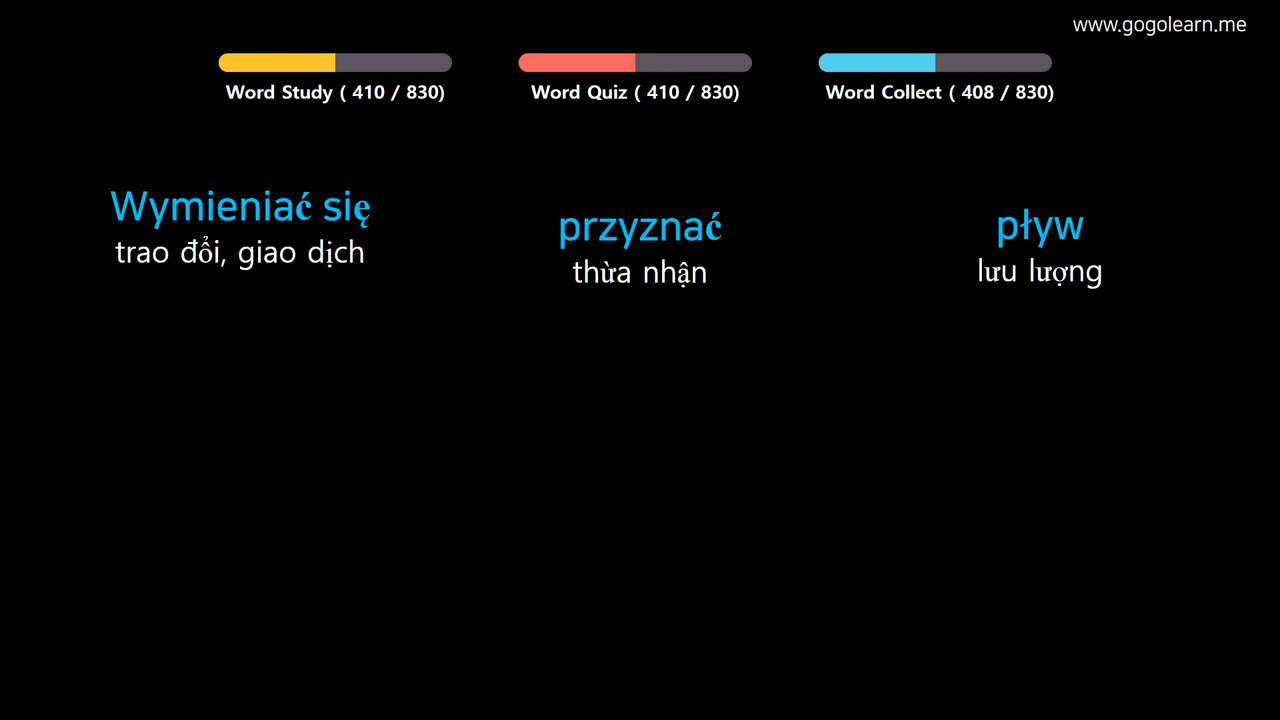 www.gogolearn.me
Word Study ( 410 / 830)
Word Quiz ( 410 / 830)
Word Collect ( 408 / 830)
Wymieniać się
trao đổi, giao dịch
przyznać
thừa nhận
pływ
lưu lượng